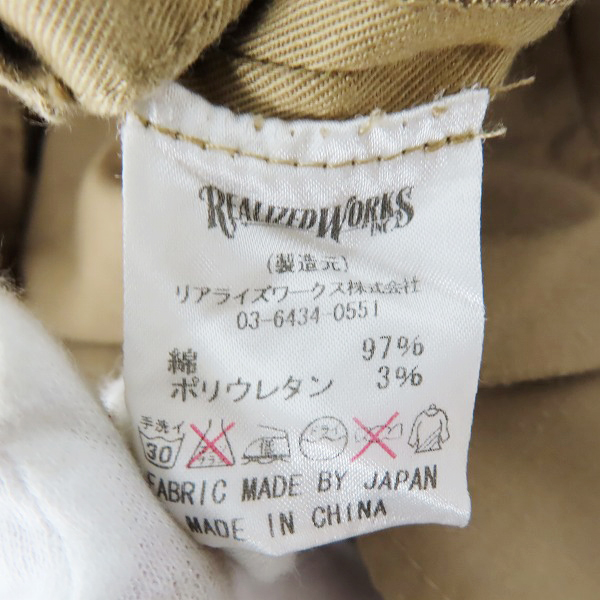 REALIZED WORKS
INC.
(製造元)
リアライズワークス株式会社
03-6434-0551
綿 97%
ポリウレタン 3%
手洗イ
30
FABRIC MADE BY JAPAN
MADE IN CHINA